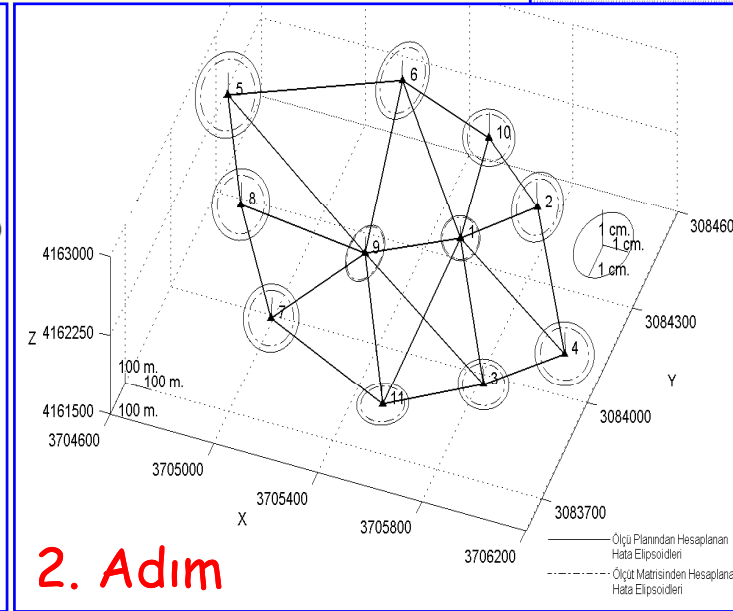 5
6
10
8
2
9
1
7
4
3
11
1 cm.
1 cm.
1 cm.
3084600
3084300
3084000
3083700
Y
4163000
4162250
4161500
Z
100 m.
100 m.
100 m.
3704600
3705000
3705400
3705800
3706200
X
2. Adım
Ölçü Planından Hesaplanan
Hata Elipsoidleri
Ölçüt Matrisinden Hesaplana
Hata Elipsoidleri